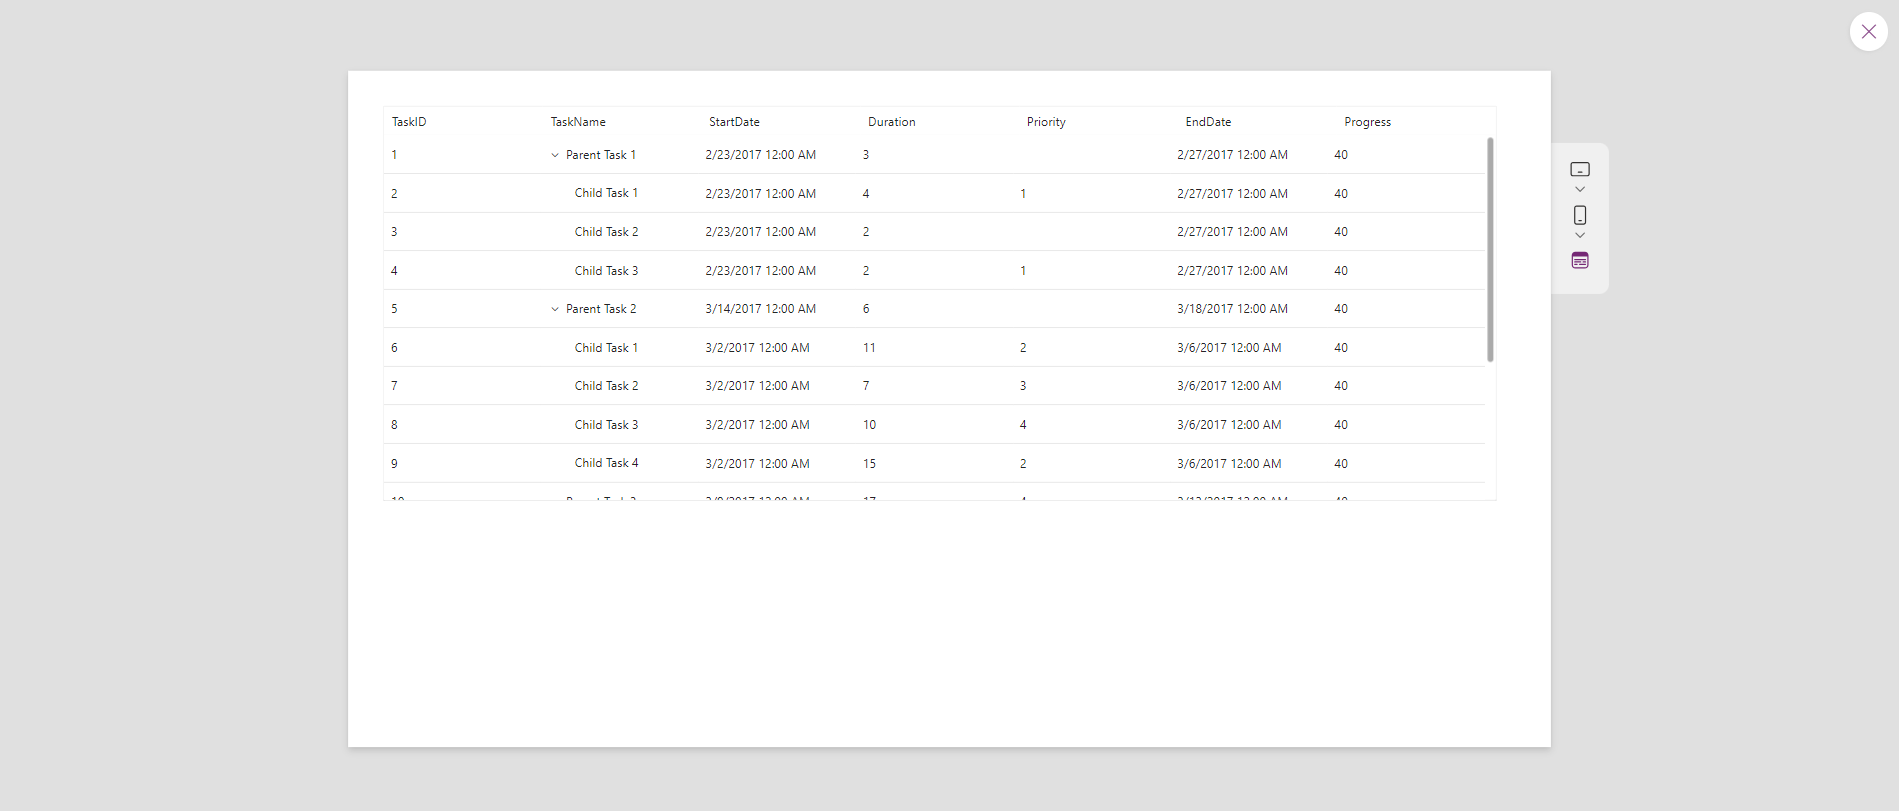 TaskID TaskName StartDate Duration Priority EndDate Progress
1 Parent Task 1 2/23/2017 12:00 AM 3 2/27/2017 12:00 AM 40
2 Child Task 1 2/23/2017 12:00 AM 4 1 2/27/2017 12:00 AM 40
3 Child Task 2 2/23/2017 12:00 AM 2 2/27/2017 12:00 AM 40
4 Child Task 3 2/23/2017 12:00 AM 2 1 2/27/2017 12:00 AM 40
5 Parent Task 2 3/14/2017 12:00 AM 6 3/18/2017 12:00 AM 40
6 Child Task 1 3/2/2017 12:00 AM 11 2 3/6/2017 12:00 AM 40
7 Child Task 2 3/2/2017 12:00 AM 7 3 3/6/2017 12:00 AM 40
8 Child Task 3 3/2/2017 12:00 AM 10 4 3/6/2017 12:00 AM 40
9 Child Task 4 3/2/2017 12:00 AM 15 2 3/6/2017 12:00 AM 40